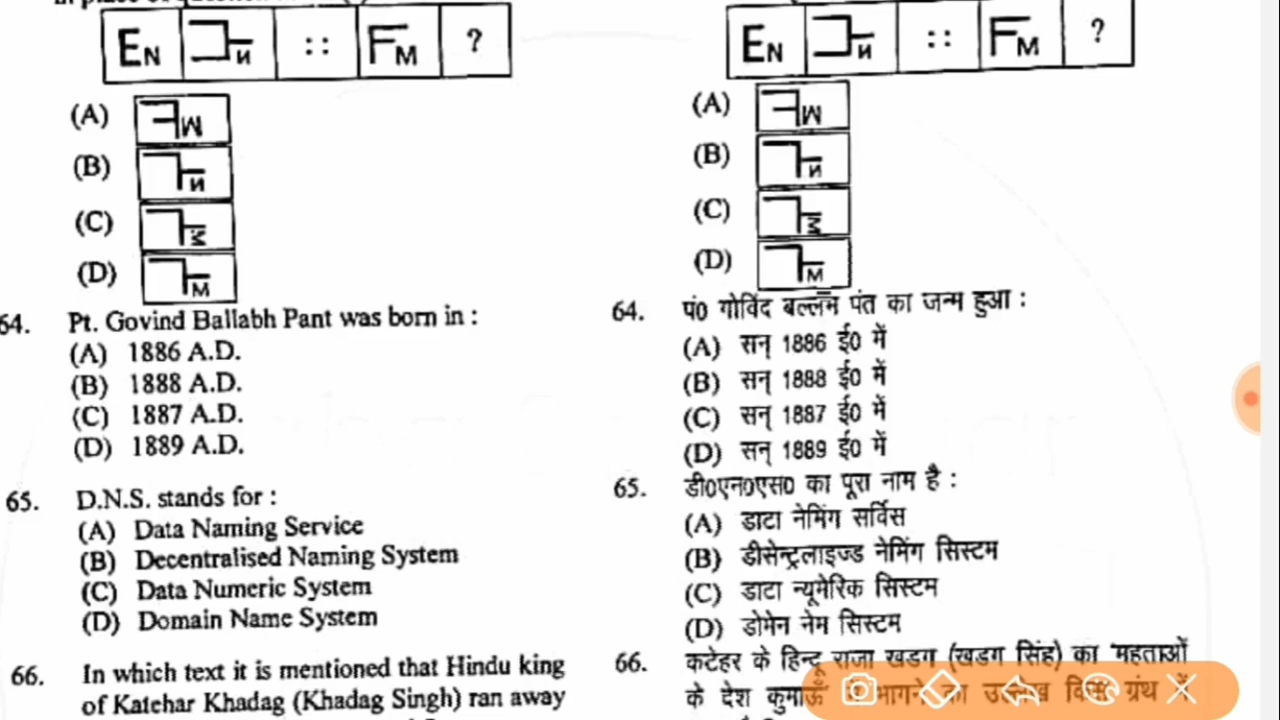 EN :: FM ?
(A)
(B)
(C)
(D)
64. Pt. Govind Ballabh Pant was born in :
(A) 1886 A.D.
(B) 1888 A.D.
(C) 1887 A.D.
(D) 1889 A.D.
65. D.N.S. stands for :
(A) Data Naming Service
(B) Decentralised Naming System
(C) Data Numeric System
(D) Domain Name System
66. In which text it is mentioned that Hindu king
of Katehar Khadag (Khadag Singh) ran away
EN :: FM ?
(A)
(B)
(C)
(D)
64. पं0 गोविंद बल्लभ पंत का जन्म हुआ :
(A) सन् 1886 ई0 में
(B) सन् 1888 ई0 में
(C) सन् 1887 ई0 में
(D) सन् 1889 ई0 में
65. डी0एन0एस0 का पूरा नाम है :
(A) डाटा नेमिंग सर्विस
(B) डीसेन्ट्रलाइज्ड नेमिंग सिस्टम
(C) डाटा न्यूमेरिक सिस्टम
(D) डोमेन नेम सिस्टम
66. कटेहर के हिन्दू राजा खडग (खडग सिंह) का 'महताओं
के देश कुमाऊं भागने का उल्लेख किस ग्रंथ में